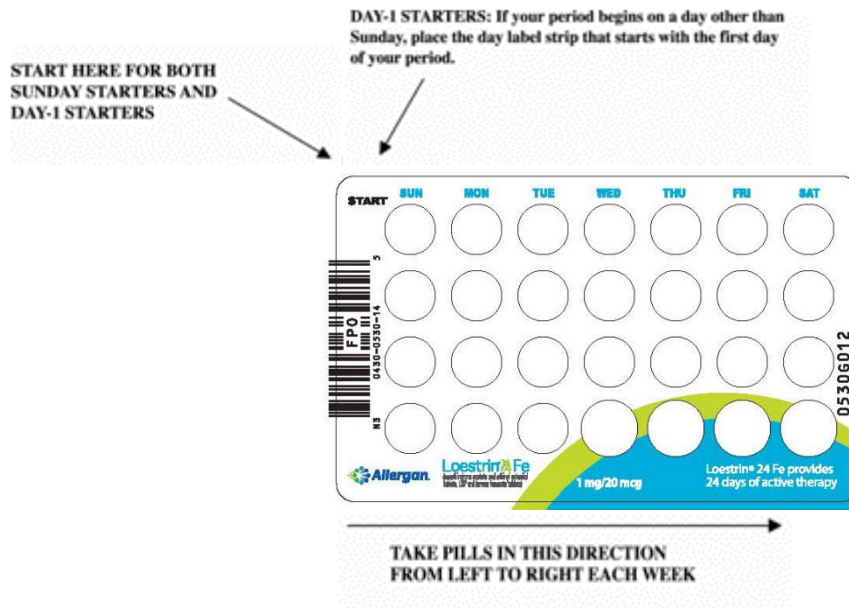 DAY-1 STARTERS: If your period begins on a day other than
Sunday, place the day label strip that starts with the first day
of your period.
START HERE FOR BOTH
SUNDAY STARTERS AND
DAY-1 STARTERS
START SUN MON TUE WED THU FRI SAT
5
FPO
0430-0530-14
N3
05306012
Allergan
Loestrin 24 Fe
1 mg/20 mcg
Loestrin® 24 Fe provides
24 days of active therapy
TAKE PILLS IN THIS DIRECTION
FROM LEFT TO RIGHT EACH WEEK